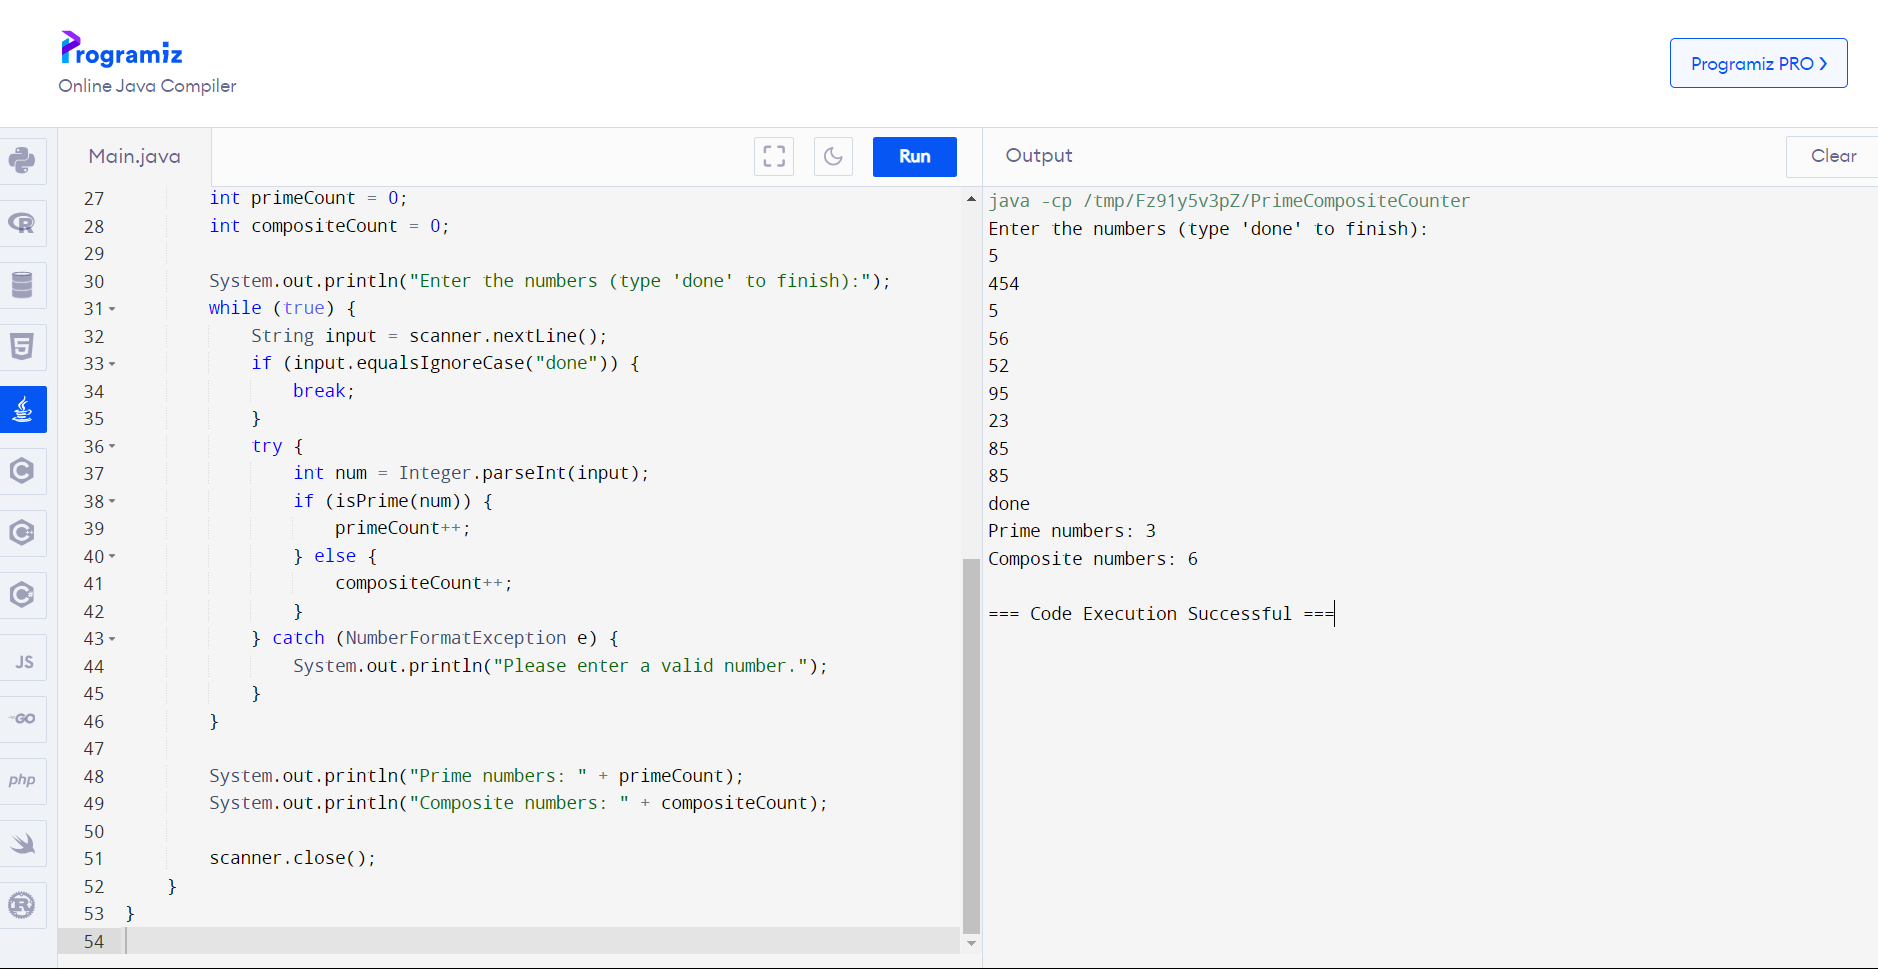 Programiz
Online Java Compiler
Programiz PRO
Main.java
Run
Output
Clear
27 int primeCount = 0;
28 int compositeCount = 0;
29
30 System.out.println("Enter the numbers (type 'done' to finish):");
31 while (true) {
32 String input = scanner.nextLine();
33 if (input.equalsIgnoreCase("done")) {
34 break;
35 }
36 try {
37 int num = Integer.parseInt(input);
38 if (isPrime(num)) {
39 primeCount++;
40 } else {
41 compositeCount++;
42 }
43 } catch (NumberFormatException e) {
44 System.out.println("Please enter a valid number.");
45 }
46 }
47
48 System.out.println("Prime numbers: " + primeCount);
49 System.out.println("Composite numbers: " + compositeCount);
50
51 scanner.close();
52 }
53 }
54
java -cp /tmp/Fz91y5v3pZ/PrimeCompositeCounter
Enter the numbers (type 'done' to finish):
5
454
5
56
52
95
23
85
85
done
Prime numbers: 3
Composite numbers: 6
=== Code Execution Successful ===
R
5
C
C
C
JS
GO
php
R